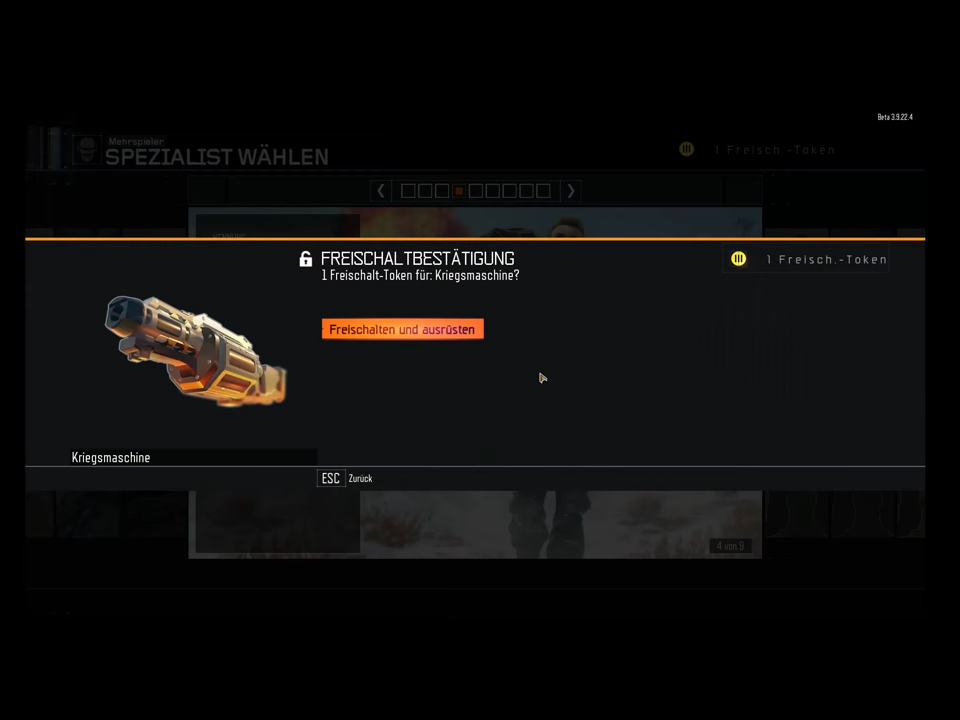 Beta 3.9.22.4
Mehrspieler
SPEZIALIST WÄHLEN
1 Freisch.-Token
FREISCHALTBESTÄTIGUNG
1 Freisch.-Token
1 Freischalt-Token für: Kriegsmaschine?
Freischalten und ausrüsten
Kriegsmaschine
ESC Zurück
4 von 9